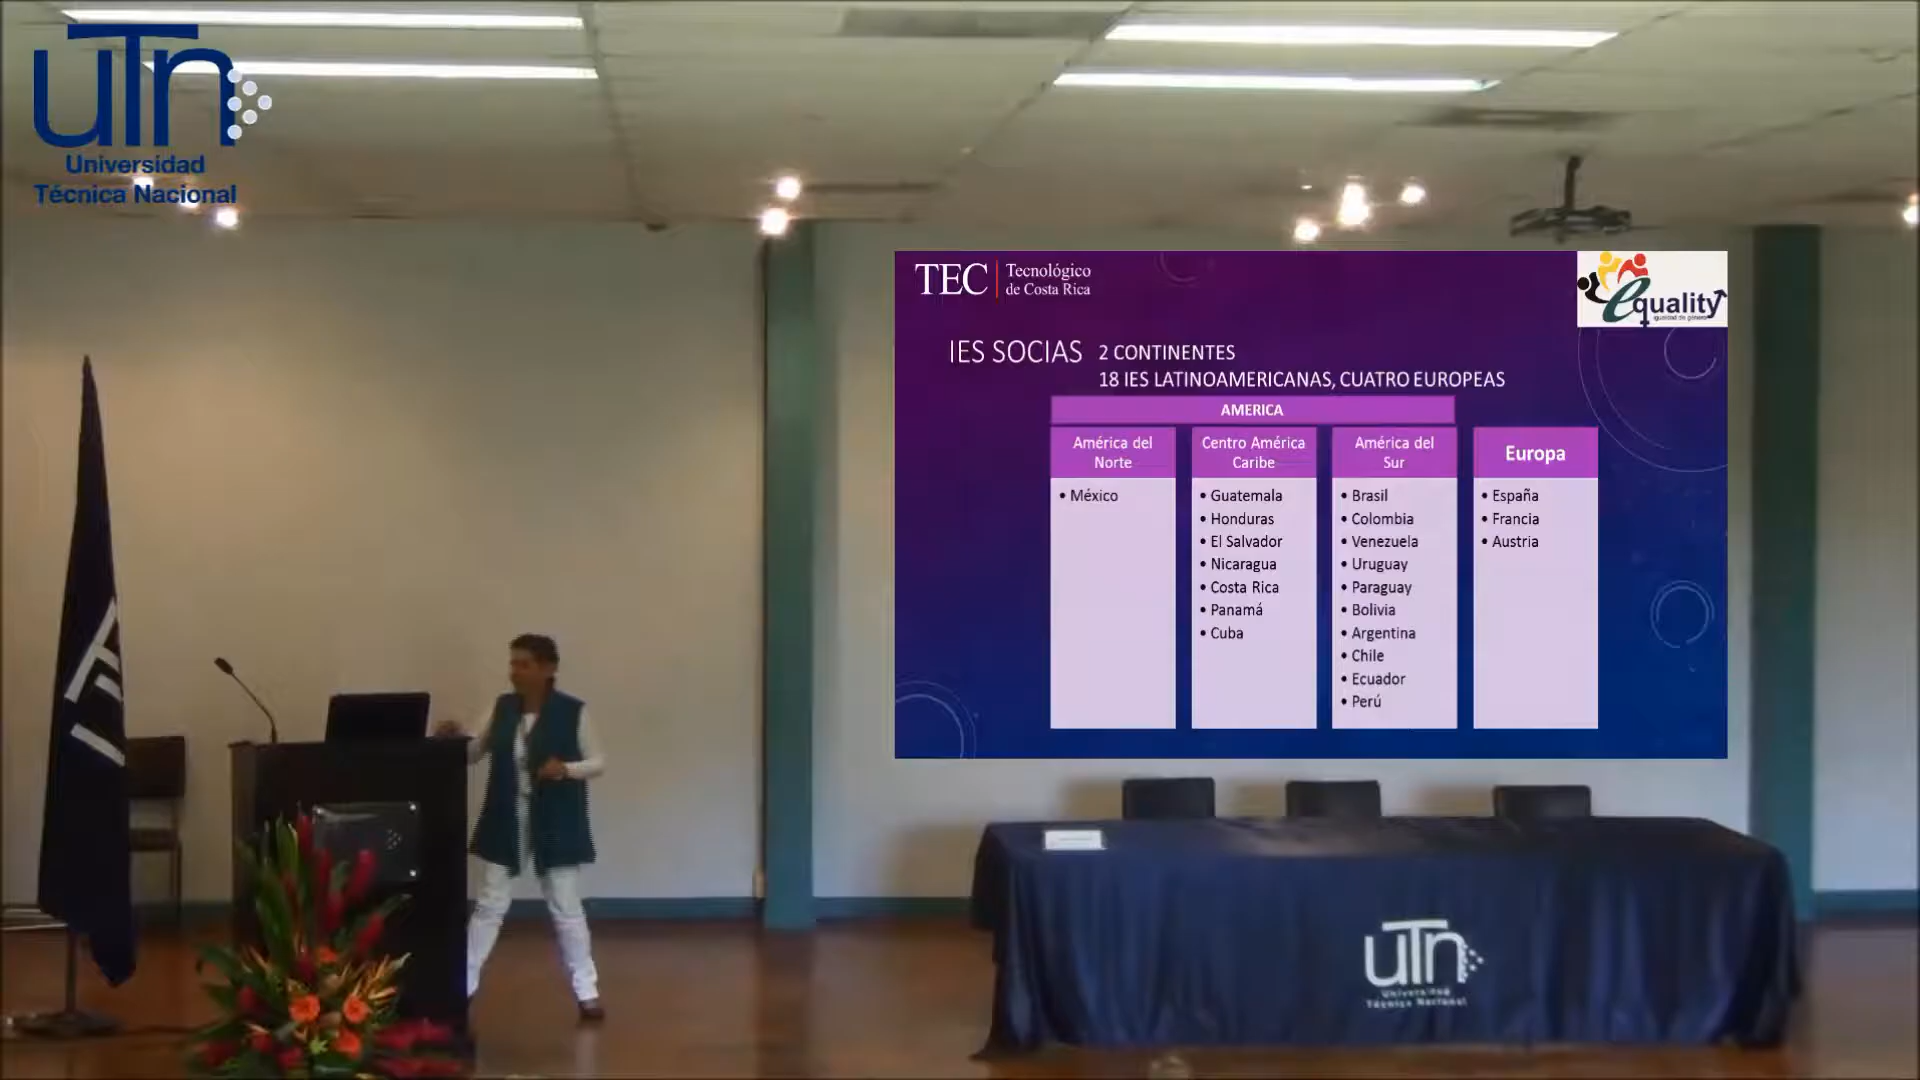 uTn
Universidad
Técnica Nacional
TEC Tecnológico
de Costa Rica
equality
igualdad de género
IES SOCIAS 2 CONTINENTES
18 IES LATINOAMERICANAS, CUATRO EUROPEAS
AMERICA
América del
Norte
• México
Centro América
Caribe
• Guatemala
• Honduras
• El Salvador
• Nicaragua
• Costa Rica
• Panamá
• Cuba
América del
Sur
• Brasil
• Colombia
• Venezuela
• Uruguay
• Paraguay
• Bolivia
• Argentina
• Chile
• Ecuador
• Perú
Europa
• España
• Francia
• Austria
uTn
Universidad
Técnica Nacional